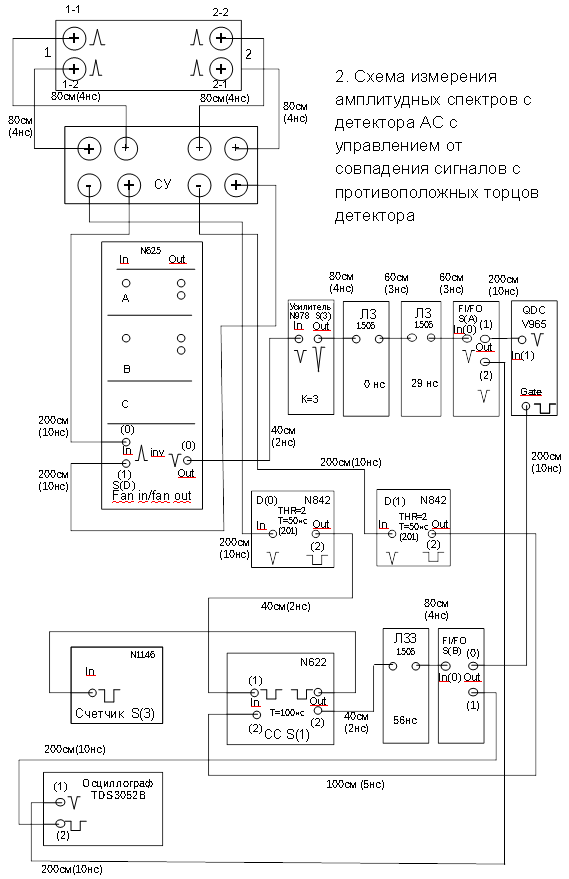 1-1
2-2
1
2
1-2
2-1
80см(4нс)
80см(4нс)
80см
(4нс)
80см
(4нс)
СУ
2. Схема измерения
амплитудных спектров с
детектора АС с
управлением от
совпадения сигналов с
противоположных торцов
детектора
N625
In
Out
A
B
C
(0)
In
inv
(0)
(1)
Out
S(D)
Fan in/fan out
200см
(10нс)
200см
(10нс)
40см
(2нс)
Усилитель
N978 S(3)
In
Out
K=3
80см
(4нс)
ЛЗ
1506
0 нс
60см
(3нс)
ЛЗ
1506
29 нс
60см
(3нс)
FI/FO
S(A)
In(0)
(1)
Out
(2)
200см
(10нс)
QDC
V965
In(1)
Gate
200см
(10нс)
200см(10нс)
200см
(10нс)
D(0)
N842
THR=2
T=50нс
(201)
In
Out
(2)
D(1)
N842
THR=2
T=50нс
(201)
In
Out
(2)
40см(2нс)
N1146
In
Счетчик S(3)
N622
(1)
In
Out
T=100нс
(2)
(2)
CC S(1)
40см
(2нс)
ЛЗ3
1506
56нс
80см
(4нс)
FI/FO
S(B)
(0)
In(0)
Out
(1)
200см(10нс)
100см (5нс)
(1)
Осциллограф
TDS3052B
(2)
200см(10нс)